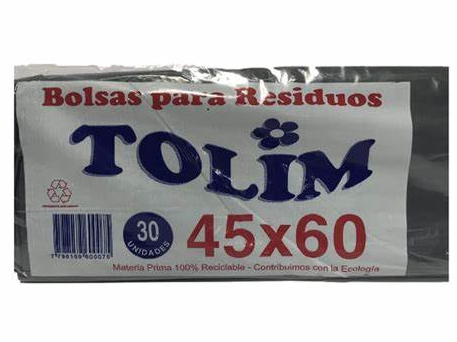 Bolsas para Residuos
TOLIM
30
UNIDADES
45x60
Materia Prima 100% Reciclable - Contribuimos con la Ecología